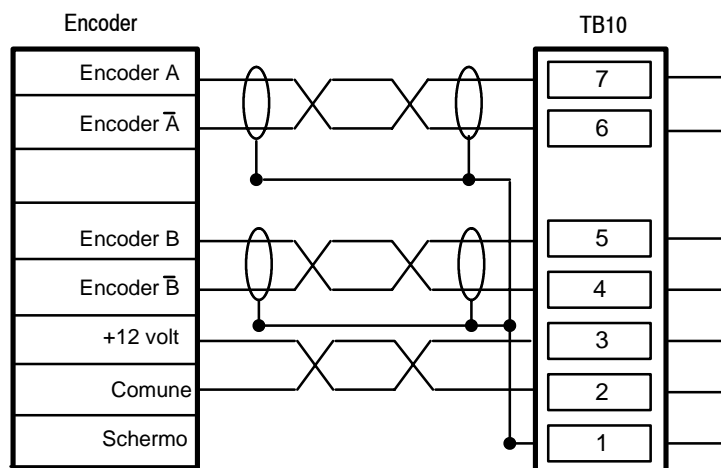 Encoder
TB10
Encoder A
7
Encoder A̅
6
Encoder B
5
Encoder B̅
4
+12 volt
3
Comune
2
Schermo
1